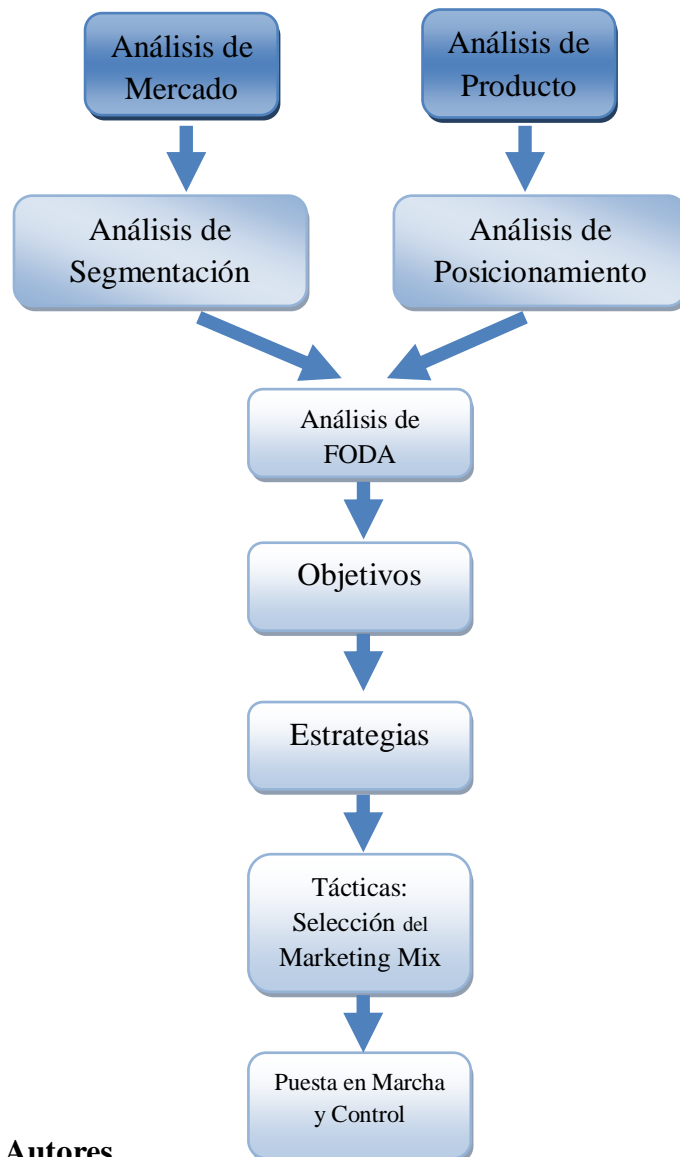 Análisis de
Mercado
Análisis de
Producto
Análisis de
Segmentación
Análisis de
Posicionamiento
Análisis de
FODA
Objetivos
Estrategias
Tácticas:
Selección del
Marketing Mix
Puesta en Marcha
y Control
Autores